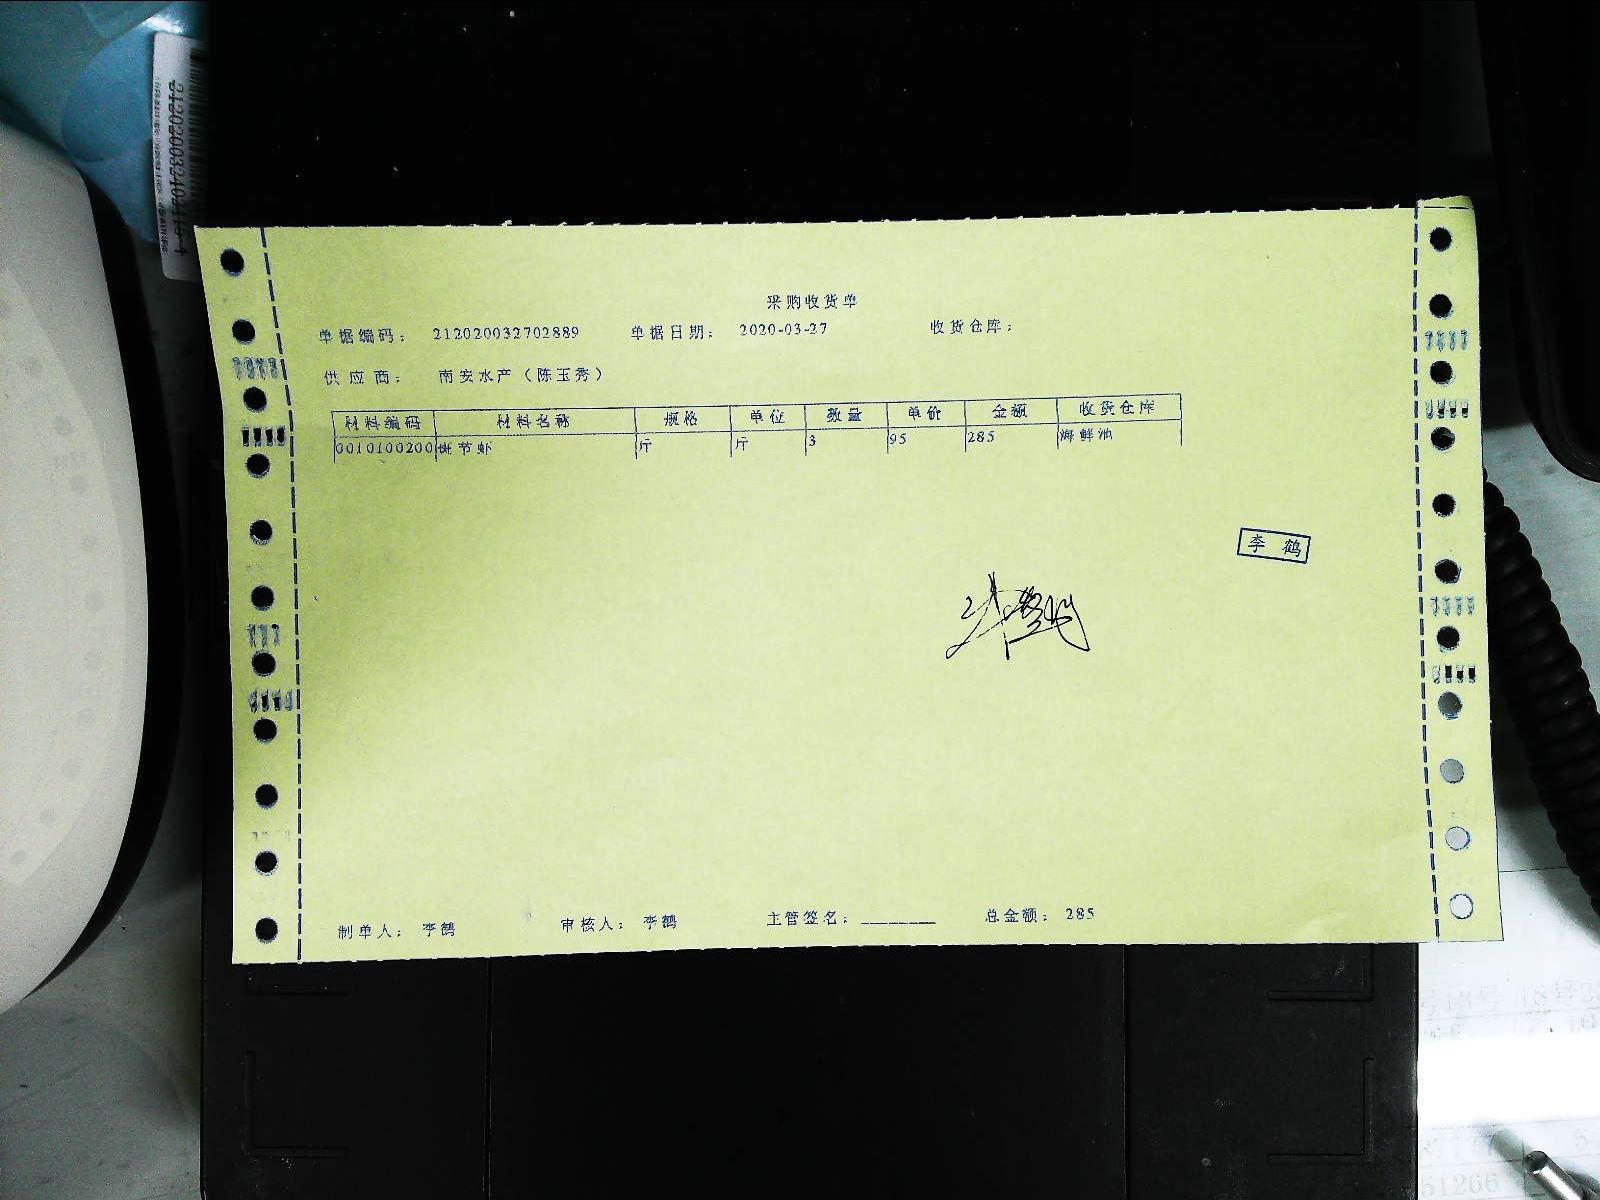 采购收货单
单据编码： 212020032702889 单据日期： 2020-03-27 收货仓库：
供应商： 南安水产（陈玉秀）
材料编码 材料名称 规格 单位 数量 单价 金额 收货仓库
0010100200 斑节虾 斤 斤 3 95 285 海鲜池
李鹤
制单人： 李鹤 审核人： 李鹤 主管签名：________ 总金额： 285
51266